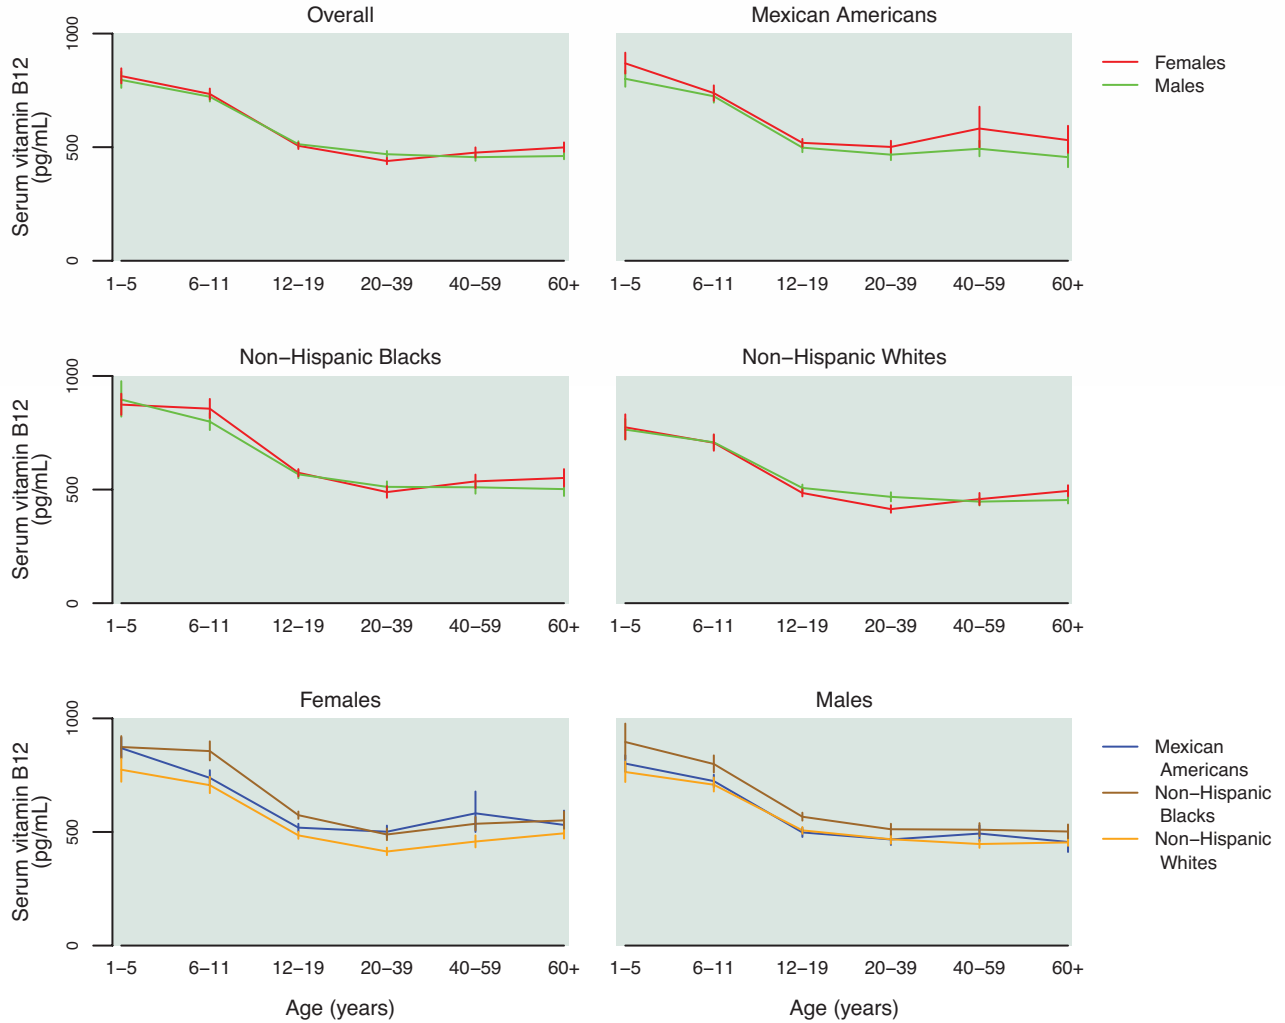 Overall
Serum vitamin B12
(pg/mL)
1000
500
0
1–5 6–11 12–19 20–39 40–59 60+
Mexican Americans
1–5 6–11 12–19 20–39 40–59 60+
Females
Males
Non–Hispanic Blacks
Serum vitamin B12
(pg/mL)
1000
500
0
1–5 6–11 12–19 20–39 40–59 60+
Non–Hispanic Whites
1–5 6–11 12–19 20–39 40–59 60+
Females
Serum vitamin B12
(pg/mL)
1000
500
0
1–5 6–11 12–19 20–39 40–59 60+
Age (years)
Males
1–5 6–11 12–19 20–39 40–59 60+
Age (years)
Mexican
Americans
Non–Hispanic
Blacks
Non–Hispanic
Whites